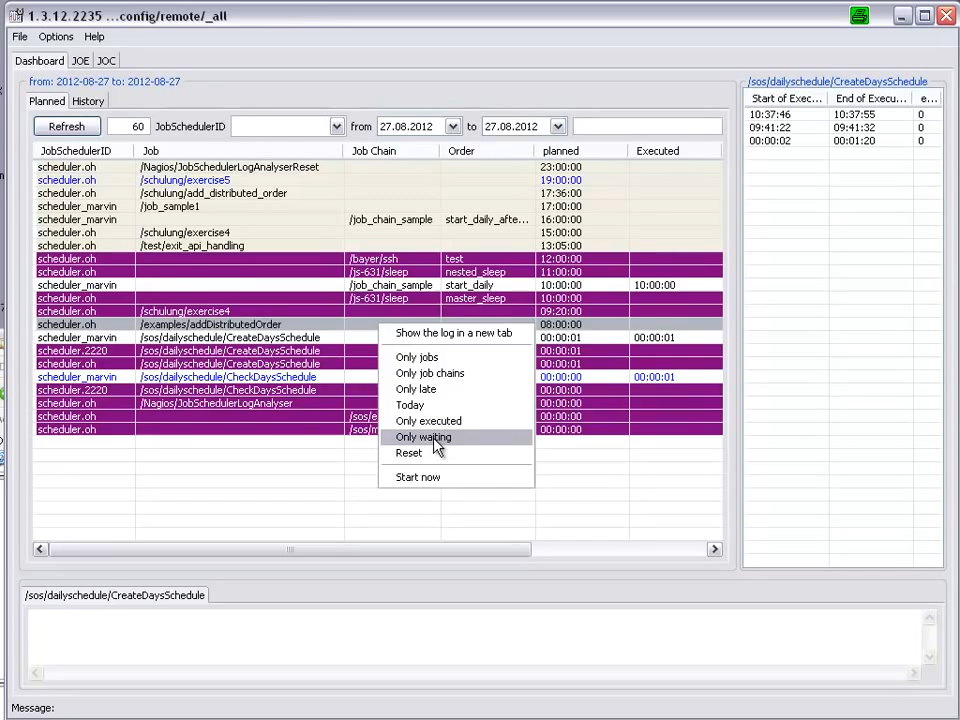 1.3.12.2235 ...config/remote/_all
File Options Help
Dashboard JOE JOC
from: 2012-08-27 to: 2012-08-27
Planned History
Refresh 60 JobSchedulerID from 27.08.2012 to 27.08.2012
JobSchedulerID Job Job Chain Order planned Executed
scheduler.oh /Nagios/JobSchedulerLogAnalyserReset 23:00:00
scheduler.oh /schulung/exercise5 19:00:00
scheduler.oh /schulung/add_distributed_order 17:36:00
scheduler_marvin /job_sample1 17:00:00
scheduler_marvin /job_chain_sample start_daily_afte... 16:00:00
scheduler.oh /schulung/exercise4 15:00:00
scheduler.oh /test/exit_api_handling 13:05:00
scheduler.oh /bayer/ssh test 12:00:00
scheduler.oh /js-631/sleep nested_sleep 11:00:00
scheduler_marvin /job_chain_sample start_daily 10:00:00 10:00:00
scheduler.oh /js-631/sleep master_sleep 10:00:00
scheduler.oh /schulung/exercise4 09:20:00
scheduler.oh /examples/addDistributedOrder 08:00:00
scheduler_marvin /sos/dailyschedule/CreateDaysSchedule 00:00:01 00:00:01
scheduler.2220 /sos/dailyschedule/CreateDaysSchedule 00:00:01
scheduler.oh /sos/dailyschedule/CreateDaysSchedule 00:00:01
scheduler_marvin /sos/dailyschedule/CheckDaysSchedule 00:00:00 00:00:01
scheduler.2220 /sos/dailyschedule/CheckDaysSchedule 00:00:00
scheduler.oh /Nagios/JobSchedulerLogAnalyser 00:00:00
scheduler.oh /sos/e 00:00:00
scheduler.oh /sos/m 00:00:00
Show the log in a new tab
Only jobs
Only job chains
Only late
Today
Only executed
Only waiting
Reset
Start now
/sos/dailyschedule/CreateDaysSchedule
Start of Exec... End of Execu... e...
10:37:46 10:37:55 0
09:41:22 09:41:32 0
00:00:02 00:01:20 0
/sos/dailyschedule/CreateDaysSchedule
Message: